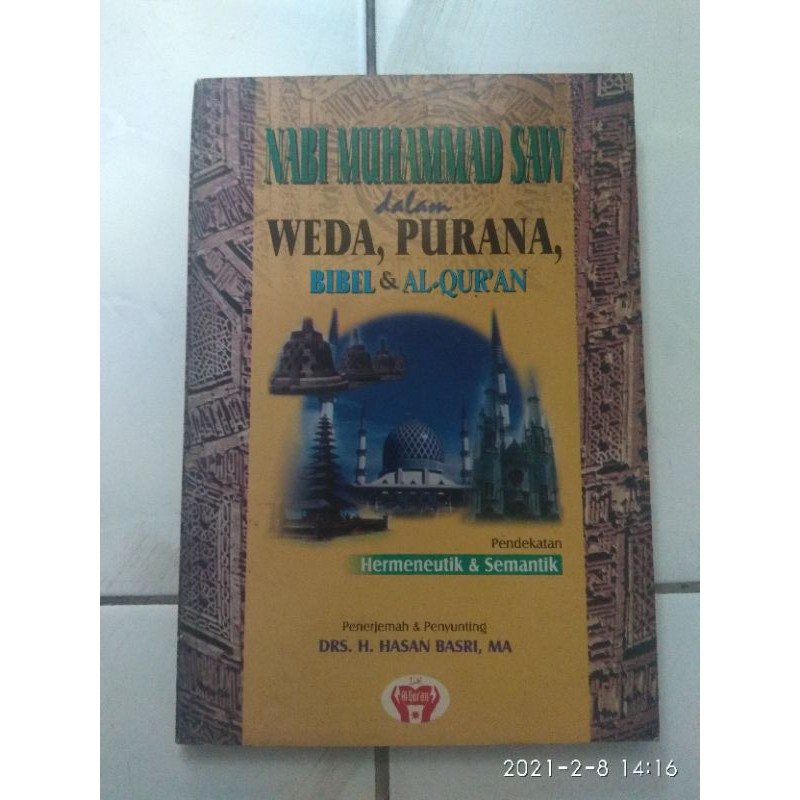 NABI MUHAMMAD SAW
dalam
WEDA, PURANA,
BIBEL & AL-QUR'AN
Pendekatan
Hermeneutik & Semantik
Penerjemah & Penyunting
DRS. H. HASAN BASRI, MA
2021-2-8 14:16